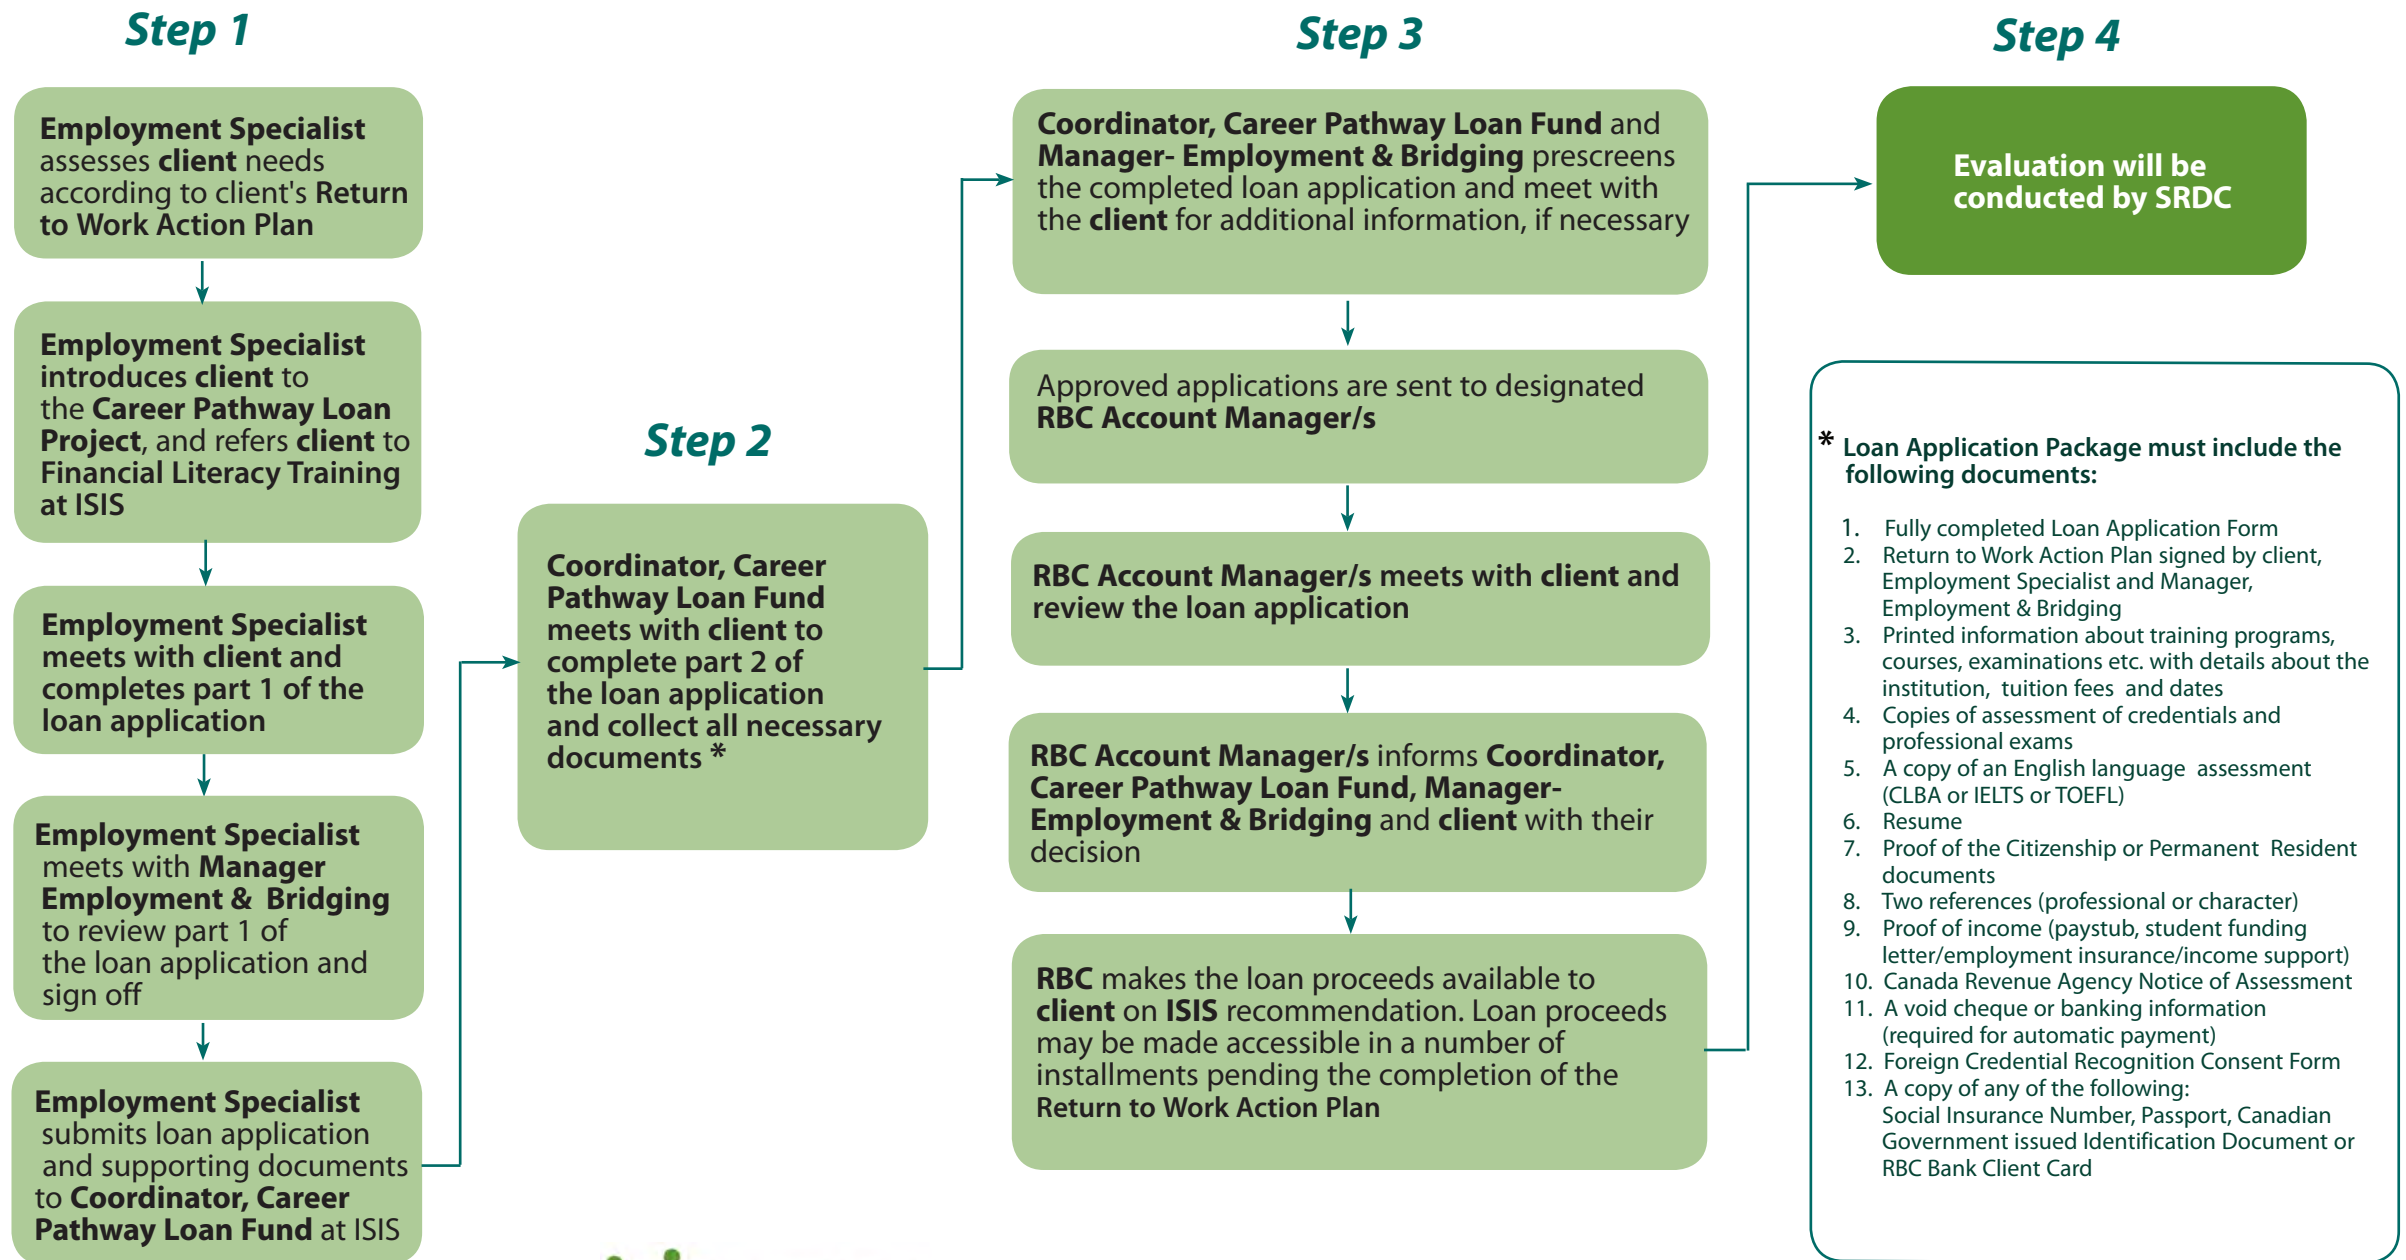 Step 1
Employment Specialist
assesses client needs
according to client's Return
to Work Action Plan
Employment Specialist
introduces client to
the Career Pathway Loan
Project, and refers client to
Financial Literacy Training
at ISIS
Employment Specialist
meets with client and
completes part 1 of the
loan application
Employment Specialist
meets with Manager
Employment & Bridging
to review part 1 of
the loan application and
sign off
Employment Specialist
submits loan application
and supporting documents
to Coordinator, Career
Pathway Loan Fund at ISIS
Step 2
Coordinator, Career
Pathway Loan Fund
meets with client to
complete part 2 of
the loan application
and collect all necessary
documents *
Step 3
Coordinator, Career Pathway Loan Fund and
Manager- Employment & Bridging prescreens
the completed loan application and meet with
the client for additional information, if necessary
Approved applications are sent to designated
RBC Account Manager/s
RBC Account Manager/s meets with client and
review the loan application
RBC Account Manager/s informs Coordinator,
Career Pathway Loan Fund, Manager-
Employment & Bridging and client with their
decision
RBC makes the loan proceeds available to
client on ISIS recommendation. Loan proceeds
may be made accessible in a number of
installments pending the completion of the
Return to Work Action Plan
Step 4
Evaluation will be
conducted by SRDC
* Loan Application Package must include the
following documents:
1. Fully completed Loan Application Form
2. Return to Work Action Plan signed by client,
Employment Specialist and Manager,
Employment & Bridging
3. Printed information about training programs,
courses, examinations etc. with details about the
institution, tuition fees and dates
4. Copies of assessment of credentials and
professional exams
5. A copy of an English language assessment
(CLBA or IELTS or TOEFL)
6. Resume
7. Proof of the Citizenship or Permanent Resident
documents
8. Two references (professional or character)
9. Proof of income (paystub, student funding
letter/employment insurance/income support)
10. Canada Revenue Agency Notice of Assessment
11. A void cheque or banking information
(required for automatic payment)
12. Foreign Credential Recognition Consent Form
13. A copy of any of the following:
Social Insurance Number, Passport, Canadian
Government issued Identification Document or
RBC Bank Client Card